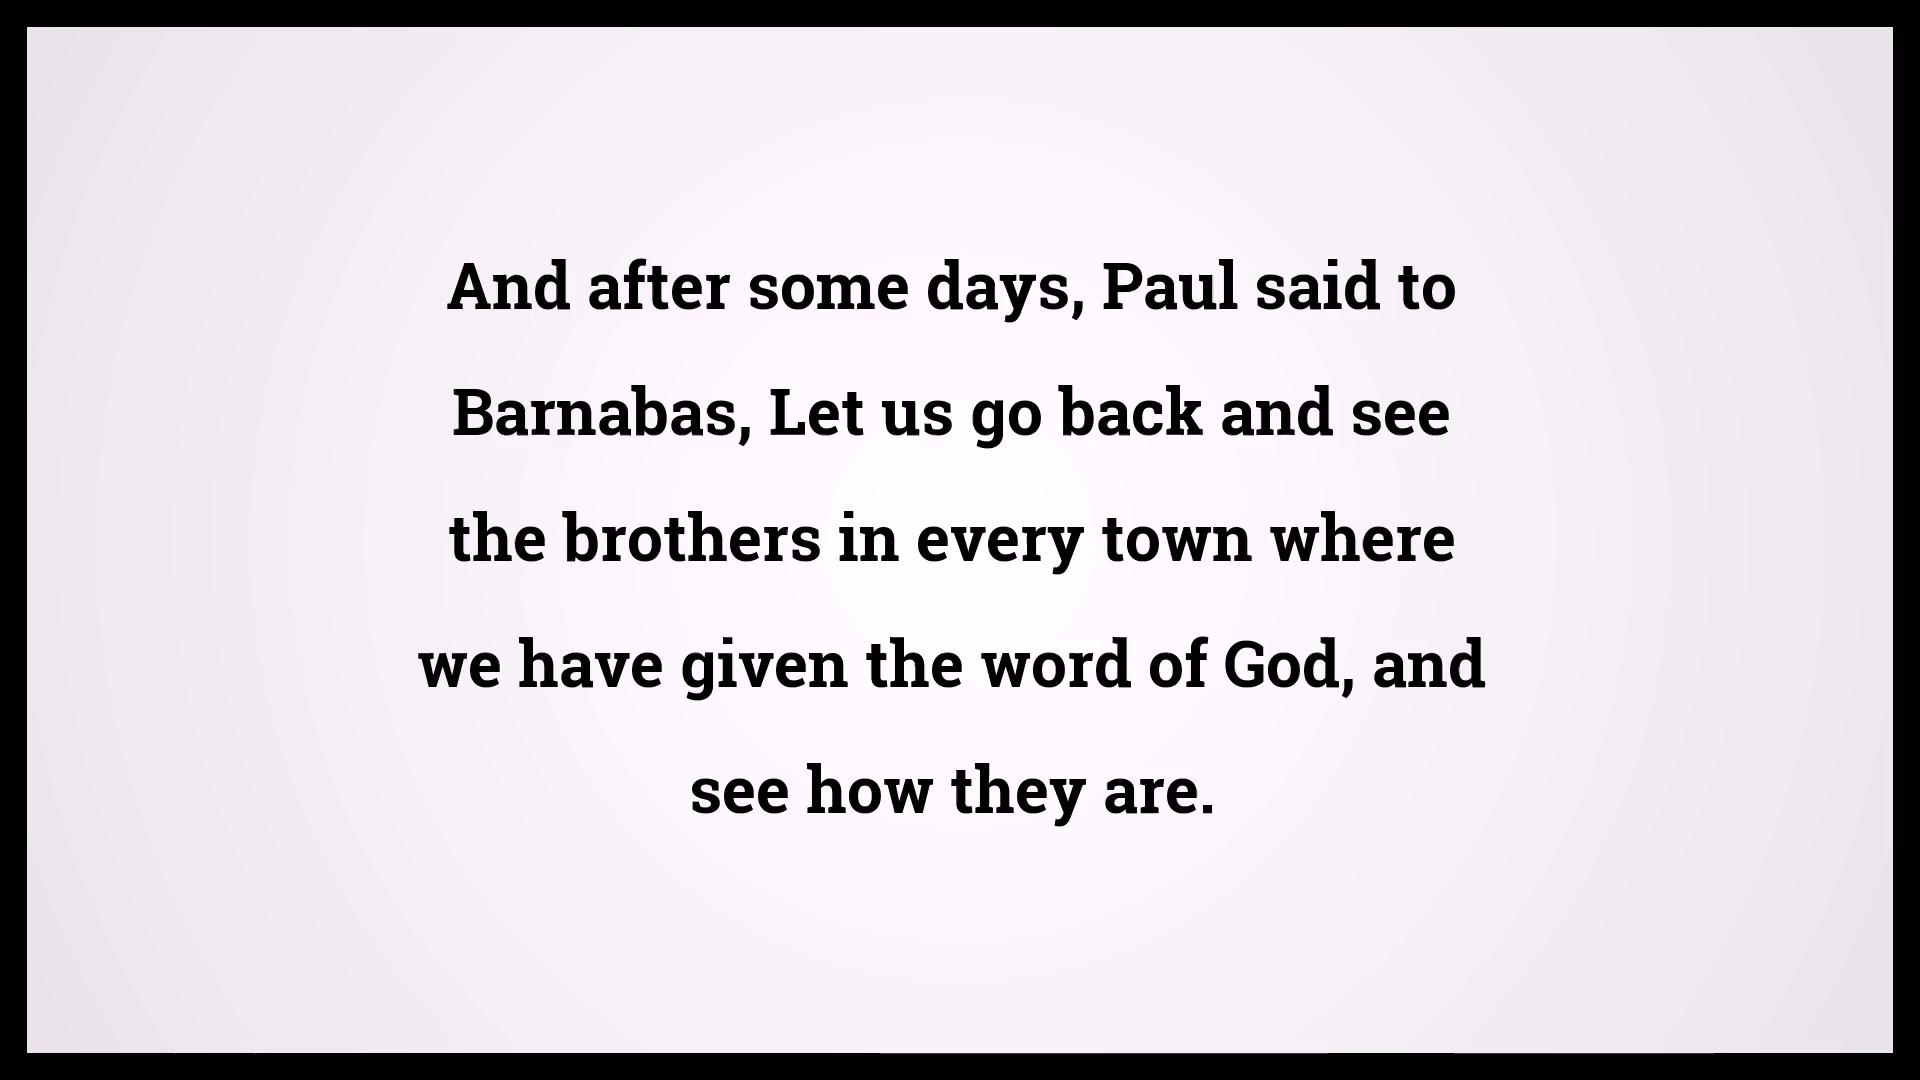 And after some days, Paul said to
Barnabas, Let us go back and see
the brothers in every town where
we have given the word of God, and
see how they are.